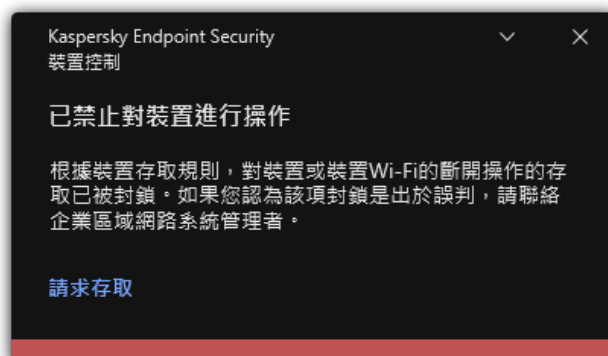 Kaspersky Endpoint Security
裝置控制
已禁止對裝置進行操作
根據裝置存取規則，對裝置或裝置Wi-Fi的斷開操作的存
取已被封鎖。如果您認為該項封鎖是出於誤判，請聯絡
企業區域網路系統管理者。
請求存取